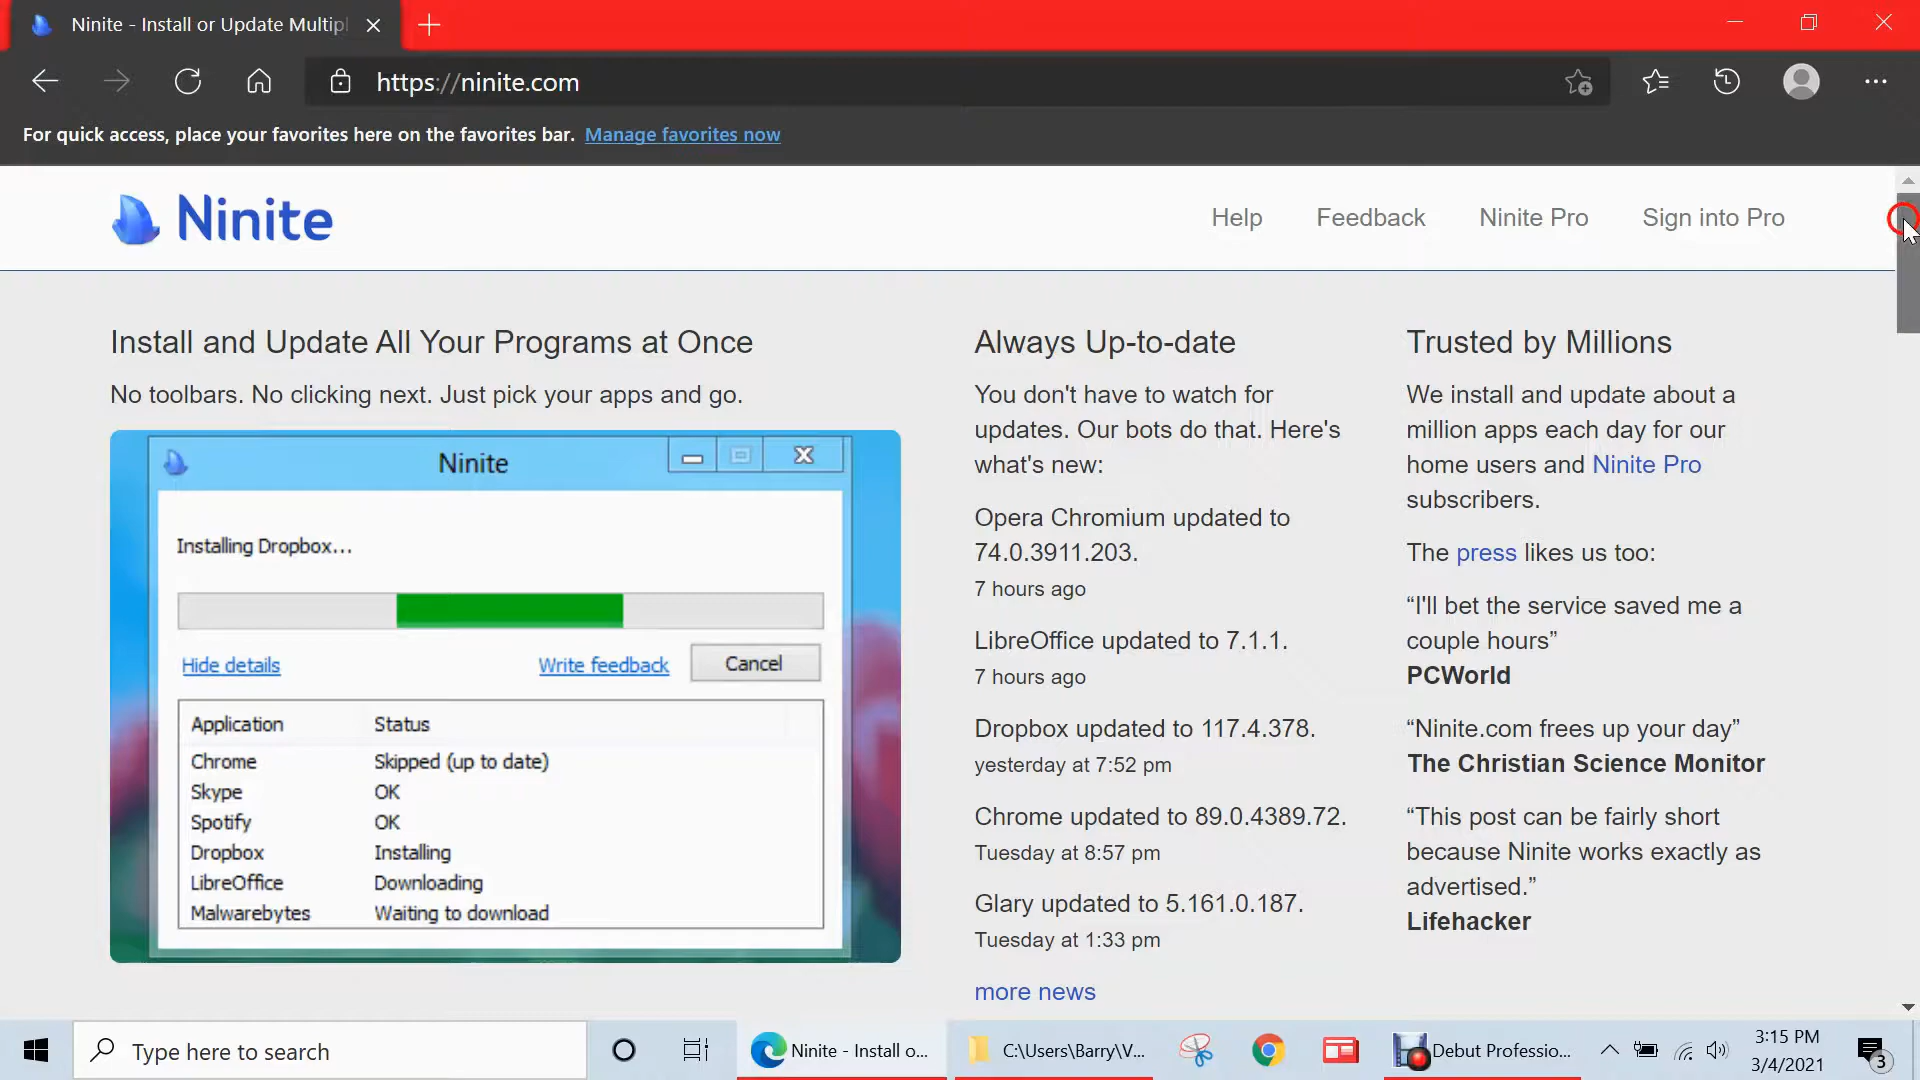 Ninite - Install or Update Multipl
https://ninite.com
For quick access, place your favorites here on the favorites bar. Manage favorites now
Ninite
Help Feedback Ninite Pro Sign into Pro
Install and Update All Your Programs at Once
No toolbars. No clicking next. Just pick your apps and go.
Ninite
Installing Dropbox...
Hide details Write feedback Cancel
Application Status
Chrome Skipped (up to date)
Skype OK
Spotify OK
Dropbox Installing
LibreOffice Downloading
Malwarebytes Waiting to download
Always Up-to-date
You don't have to watch for
updates. Our bots do that. Here's
what's new:
Opera Chromium updated to
74.0.3911.203.
7 hours ago
LibreOffice updated to 7.1.1.
7 hours ago
Dropbox updated to 117.4.378.
yesterday at 7:52 pm
Chrome updated to 89.0.4389.72.
Tuesday at 8:57 pm
Glary updated to 5.161.0.187.
Tuesday at 1:33 pm
more news
Trusted by Millions
We install and update about a
million apps each day for our
home users and Ninite Pro
subscribers.
The press likes us too:
“I'll bet the service saved me a
couple hours”
PCWorld
“Ninite.com frees up your day”
The Christian Science Monitor
“This post can be fairly short
because Ninite works exactly as
advertised.”
Lifehacker
Type here to search
Ninite - Install o...
C:\Users\Barry\V...
Debut Professio...
3:15 PM
3/4/2021
3